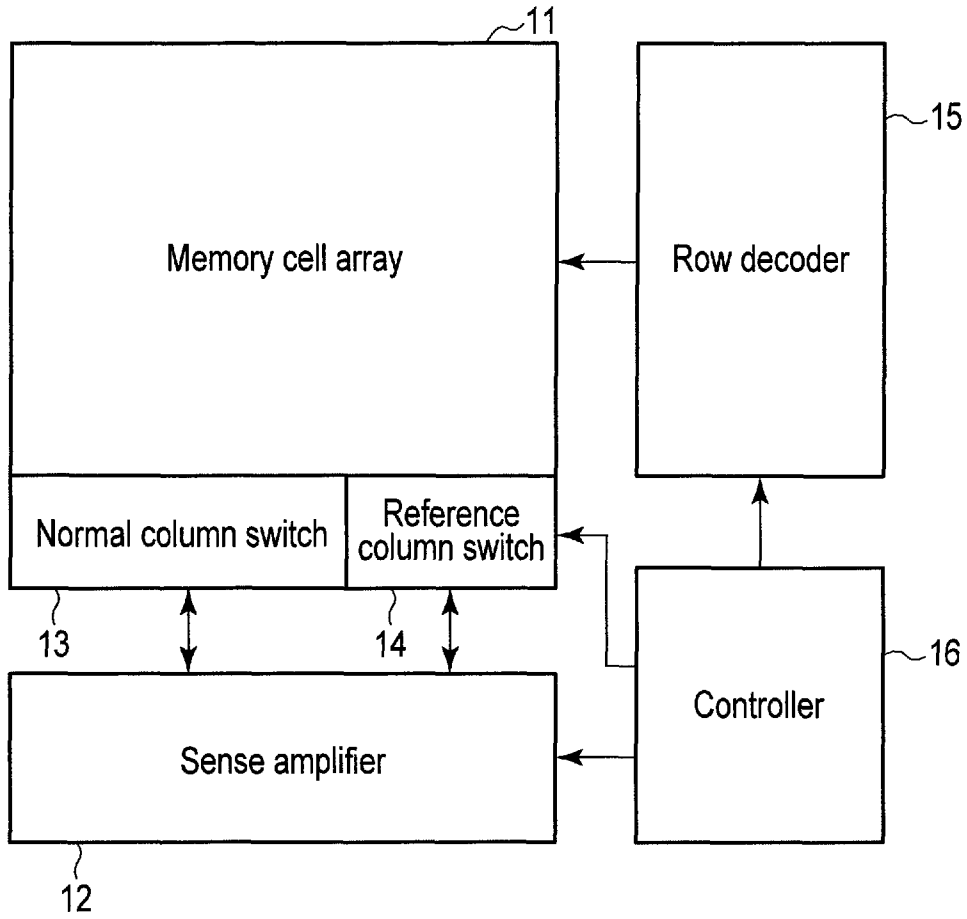 11
15
Memory cell array
Row decoder
Normal column switch
Reference
column switch
13
14
16
Controller
Sense amplifier
12